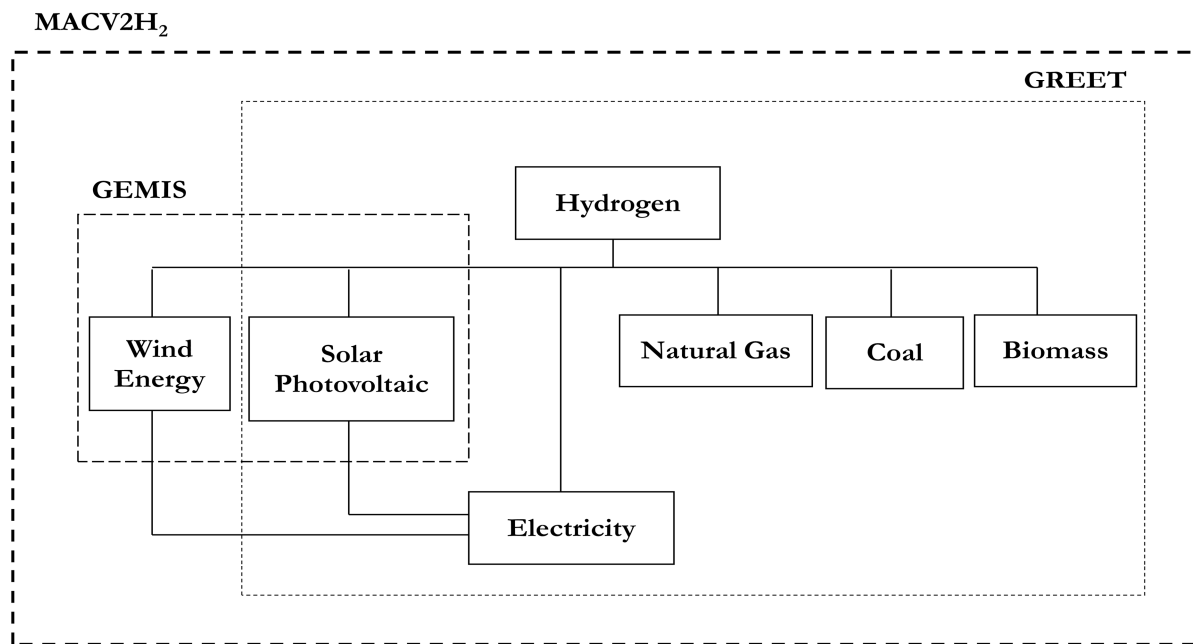 MACV2H₂
GREET
GEMIS
Hydrogen
Wind
Energy
Solar
Photovoltaic
Natural Gas
Coal
Biomass
Electricity